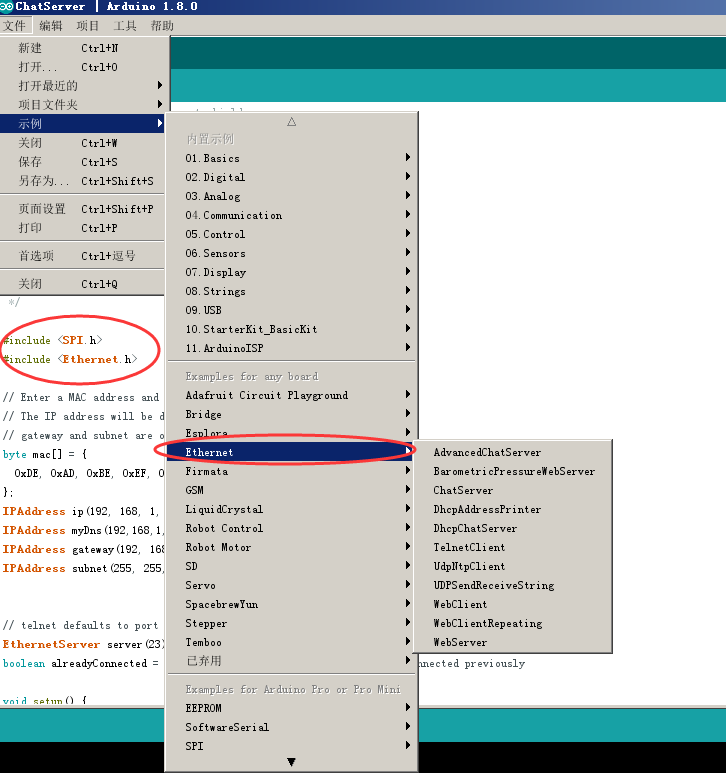 ChatServer | Arduino 1.8.0
文件 编辑 项目 工具 帮助
新建 Ctrl+N
打开... Ctrl+O
打开最近的
项目文件夹
示例
关闭 Ctrl+W
保存 Ctrl+S
另存为... Ctrl+Shift+S
页面设置 Ctrl+Shift+P
打印 Ctrl+P
首选项 Ctrl+逗号
关闭 Ctrl+Q
内置示例
01.Basics
02.Digital
03.Analog
04.Communication
05.Control
06.Sensors
07.Display
08.Strings
09.USB
10.StarterKit_BasicKit
11.ArduinoISP
Examples for any board
Adafruit Circuit Playground
Bridge
Esplora
Ethernet
Firmata
GSM
LiquidCrystal
Robot Control
Robot Motor
SD
Servo
SpacebrewYun
Stepper
Temboo
已弃用
Examples for Arduino Pro or Pro Mini
EEPROM
SoftwareSerial
SPI
AdvancedChatServer
BarometricPressureWebServer
ChatServer
DhcpAddressPrinter
DhcpChatServer
TelnetClient
UdpNtpClient
UDPSendReceiveString
WebClient
WebClientRepeating
WebServer
*/
#include <SPI.h>
#include <Ethernet.h>
// Enter a MAC address and
// The IP address will be d
// gateway and subnet are o
byte mac[] = {
0xDE, 0xAD, 0xBE, 0xEF, 0
};
IPAddress ip(192, 168, 1,
IPAddress myDns(192,168,1,
IPAddress gateway(192, 168
IPAddress subnet(255, 255,
// telnet defaults to port
EthernetServer server(23)
boolean alreadyConnected = nnected previously
void setup() {